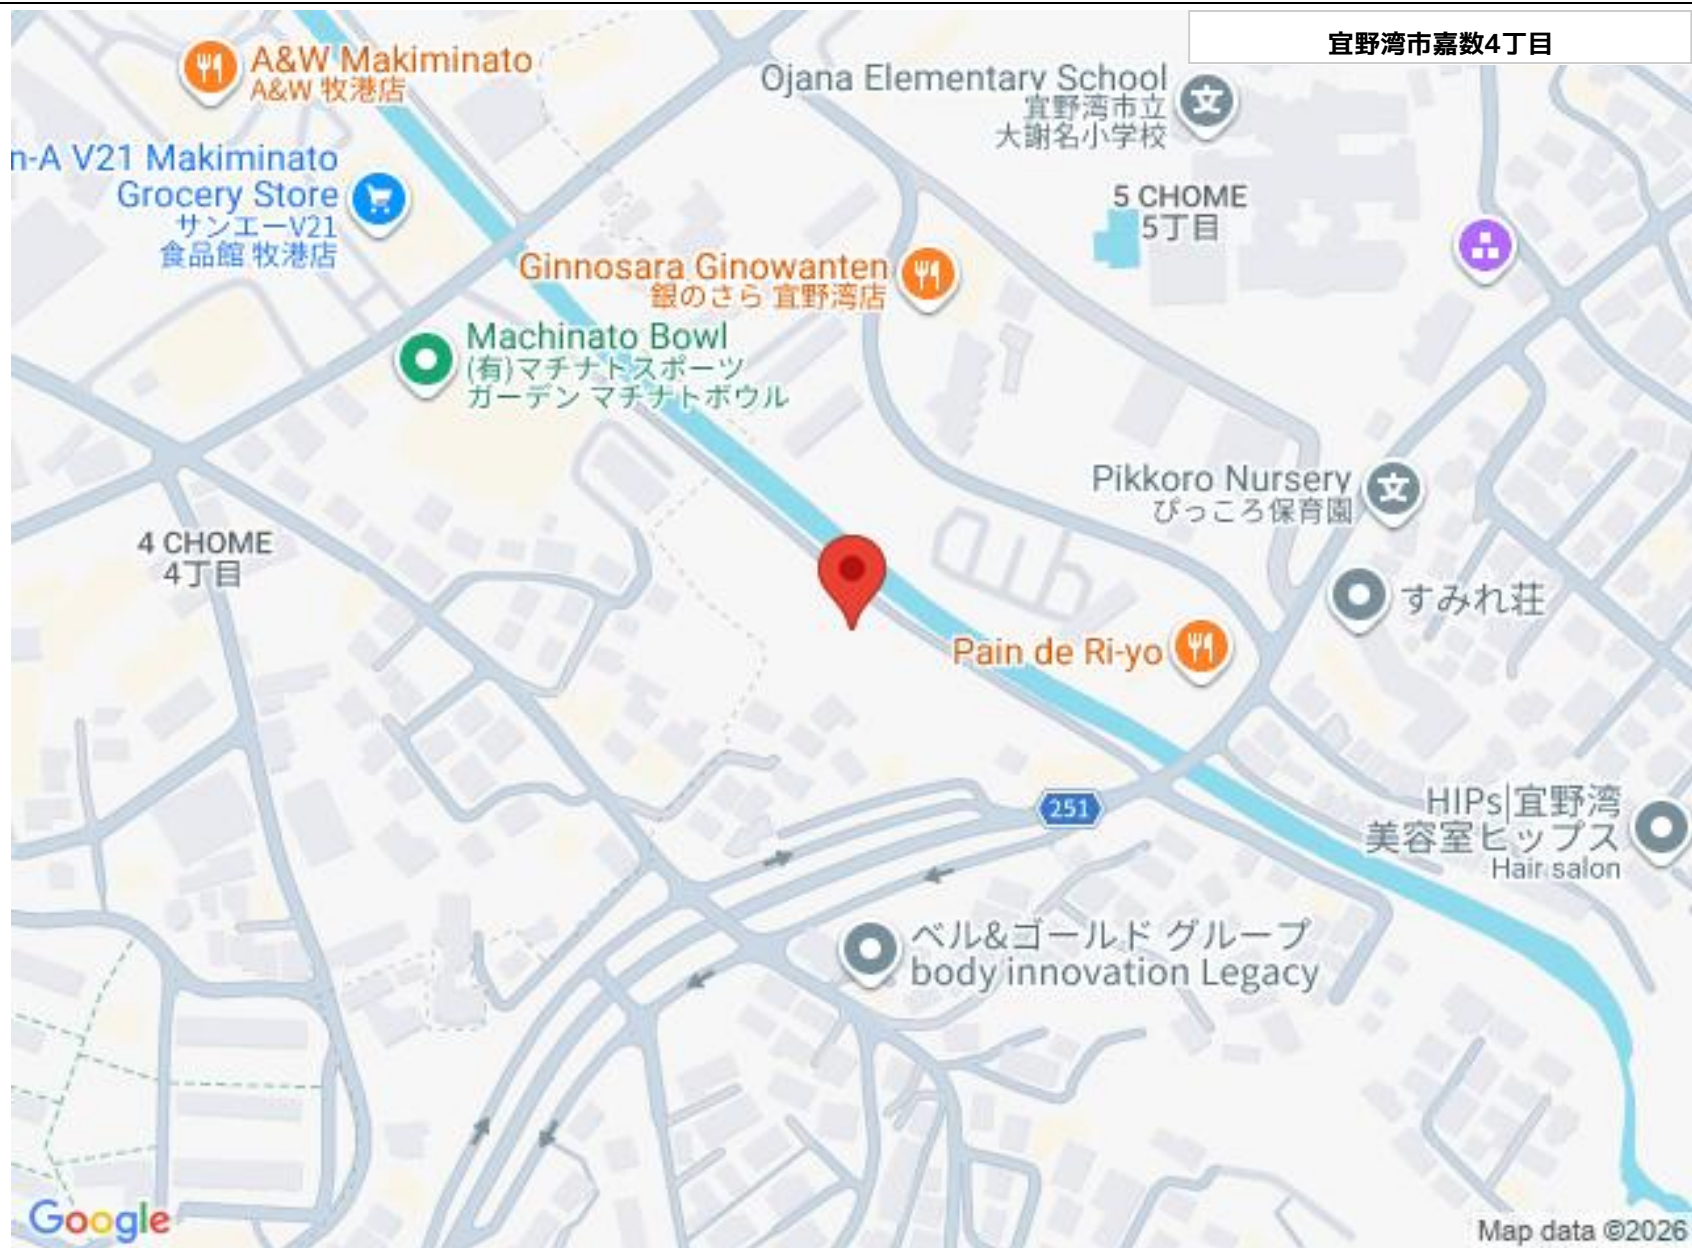 宜野湾市嘉数4丁目
A&W Makiminato
A&W 牧港店
Ojana Elementary School
宜野湾市立
大謝名小学校
n-A V21 Makiminato
Grocery Store
サンエーV21
食品館 牧港店
5 CHOME
5丁目
Ginnosara Ginowanten
銀のさら 宜野湾店
Machinato Bowl
(有)マチナトスポーツ
ガーデン マチナトボウル
Pikkoro Nursery
ぴっころ保育園
4 CHOME
4丁目
すみれ荘
Pain de Ri-yo
251
HIPs|宜野湾
美容室ヒップス
Hair salon
ベル&ゴールド グループ
body innovation Legacy
Google
Map data ©2026